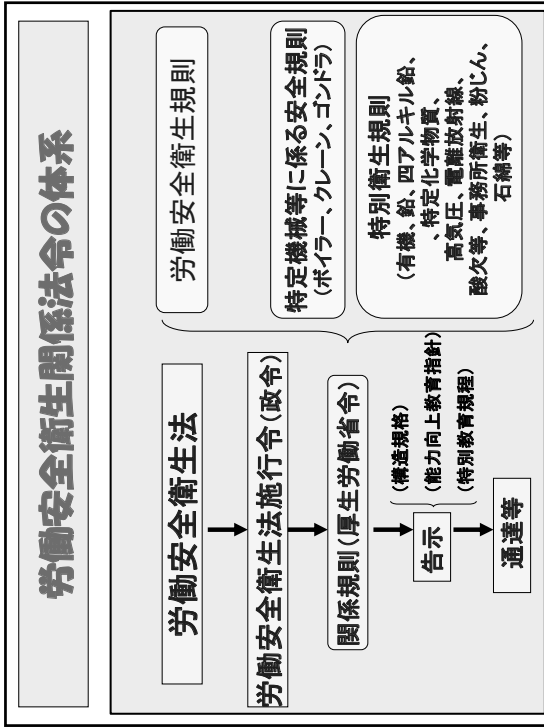 労働安全衛生関係法令の体系
労働安全衛生法
労働安全衛生法施行令(政令)
関係規則(厚生労働省令)
告示
(構造規格)
(能力向上教育指針)
(特別教育規程)
通達等
労働安全衛生規則
特定機械等に係る安全規則
(ボイラー、クレーン、ゴンドラ)
特別衛生規則
(有機、鉛、四アルキル鉛、
、特定化学物質、
高気圧、電離放射線、
酸欠等、事務所衛生、粉じん、
石綿等)